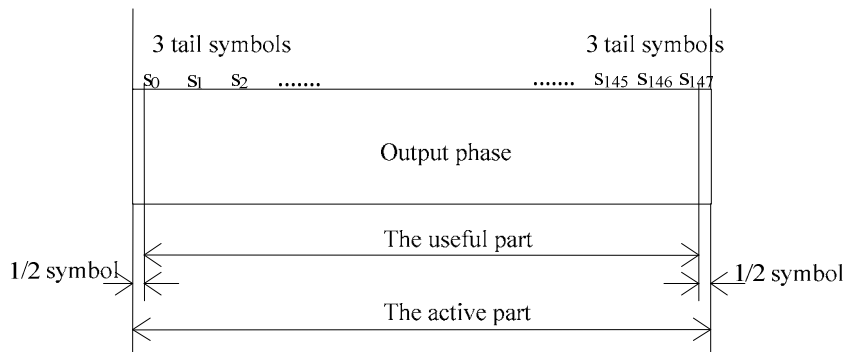 3 tail symbols 3 tail symbols
s0 s1 s2 ....... ....... s145 s146 s147
Output phase
The useful part
1/2 symbol 1/2 symbol
The active part